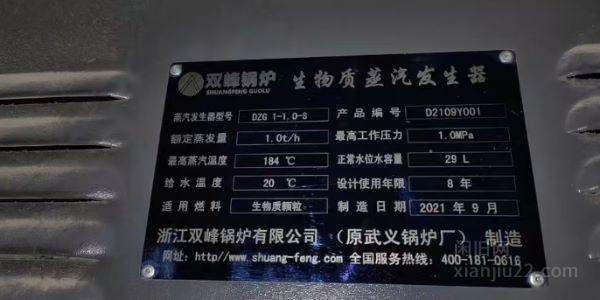 双峰锅炉 生物质蒸汽发生器
SHUANGFENG GUOLU
蒸汽发生器型号 DZG 1-1.0-S 产品编号 D2109Y001
额定蒸发量 1.0t/h 最高工作压力 1.0MPa
最高蒸汽温度 184 ℃ 正常水位水容量 29 L
给水温度 20 ℃ 设计使用年限 8 年
适用燃料 生物质颗粒 制造日期 2021 年 9 月
浙江双峰锅炉有限公司（原武义锅炉厂）制造
网址: http//www.shuang-feng.com 全国服务热线: 400-181-0618
闲旧网
xianjiu22.com